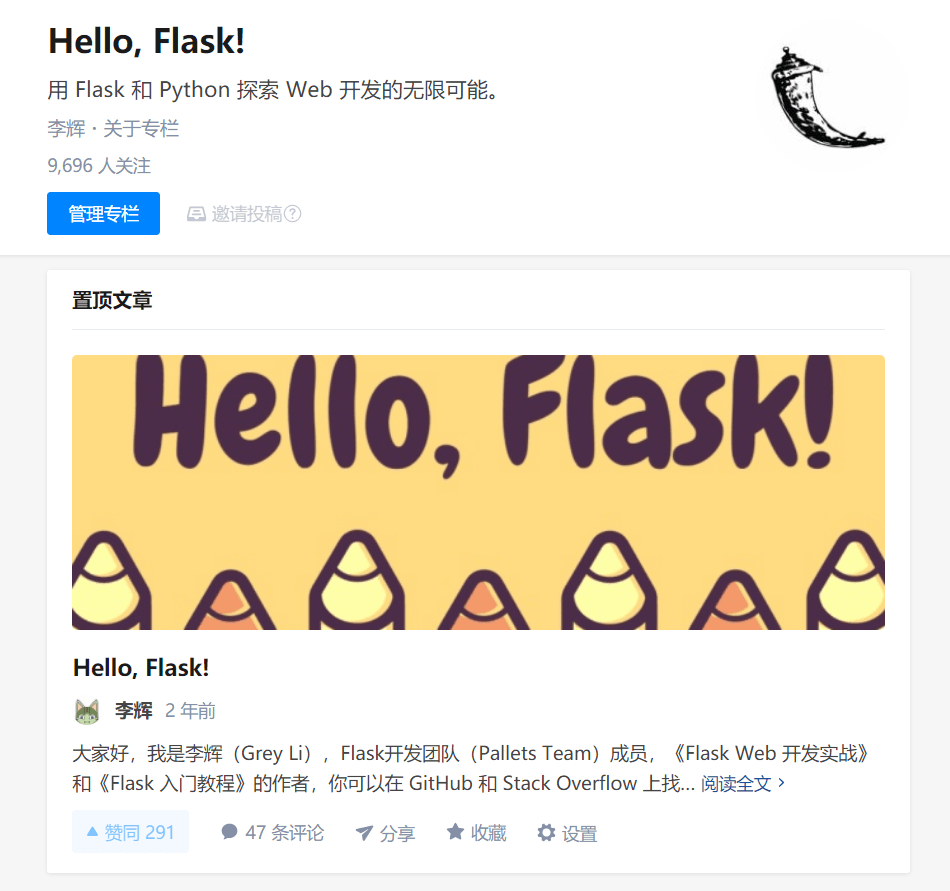 Hello, Flask!
用 Flask 和 Python 探索 Web 开发的无限可能。
李辉 · 关于专栏
9,696 人关注
管理专栏 邀请投稿?
置顶文章
Hello, Flask!
Hello, Flask!
李辉 2 年前
大家好，我是李辉（Grey Li），Flask开发团队（Pallets Team）成员，《Flask Web 开发实战》
和《Flask 入门教程》的作者，你可以在 GitHub 和 Stack Overflow 上找... 阅读全文 ›
赞同 291 47 条评论 分享 收藏 设置